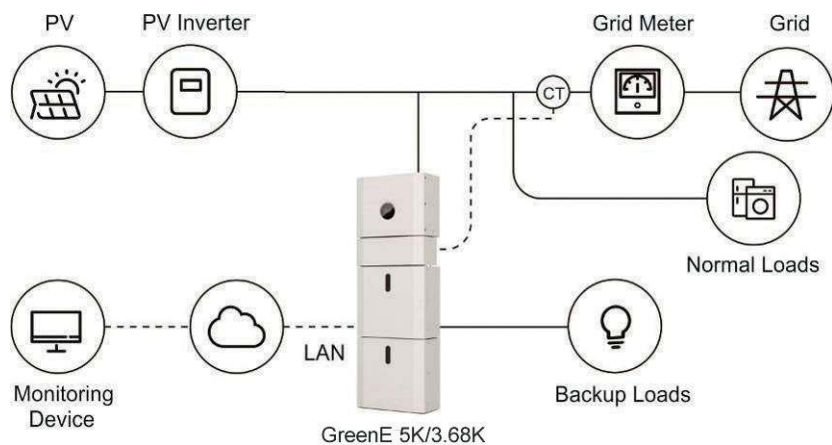 PV
PV Inverter
Grid Meter
Grid
CT
Normal Loads
LAN
Monitoring
Device
Backup Loads
GreenE 5K/3.68K